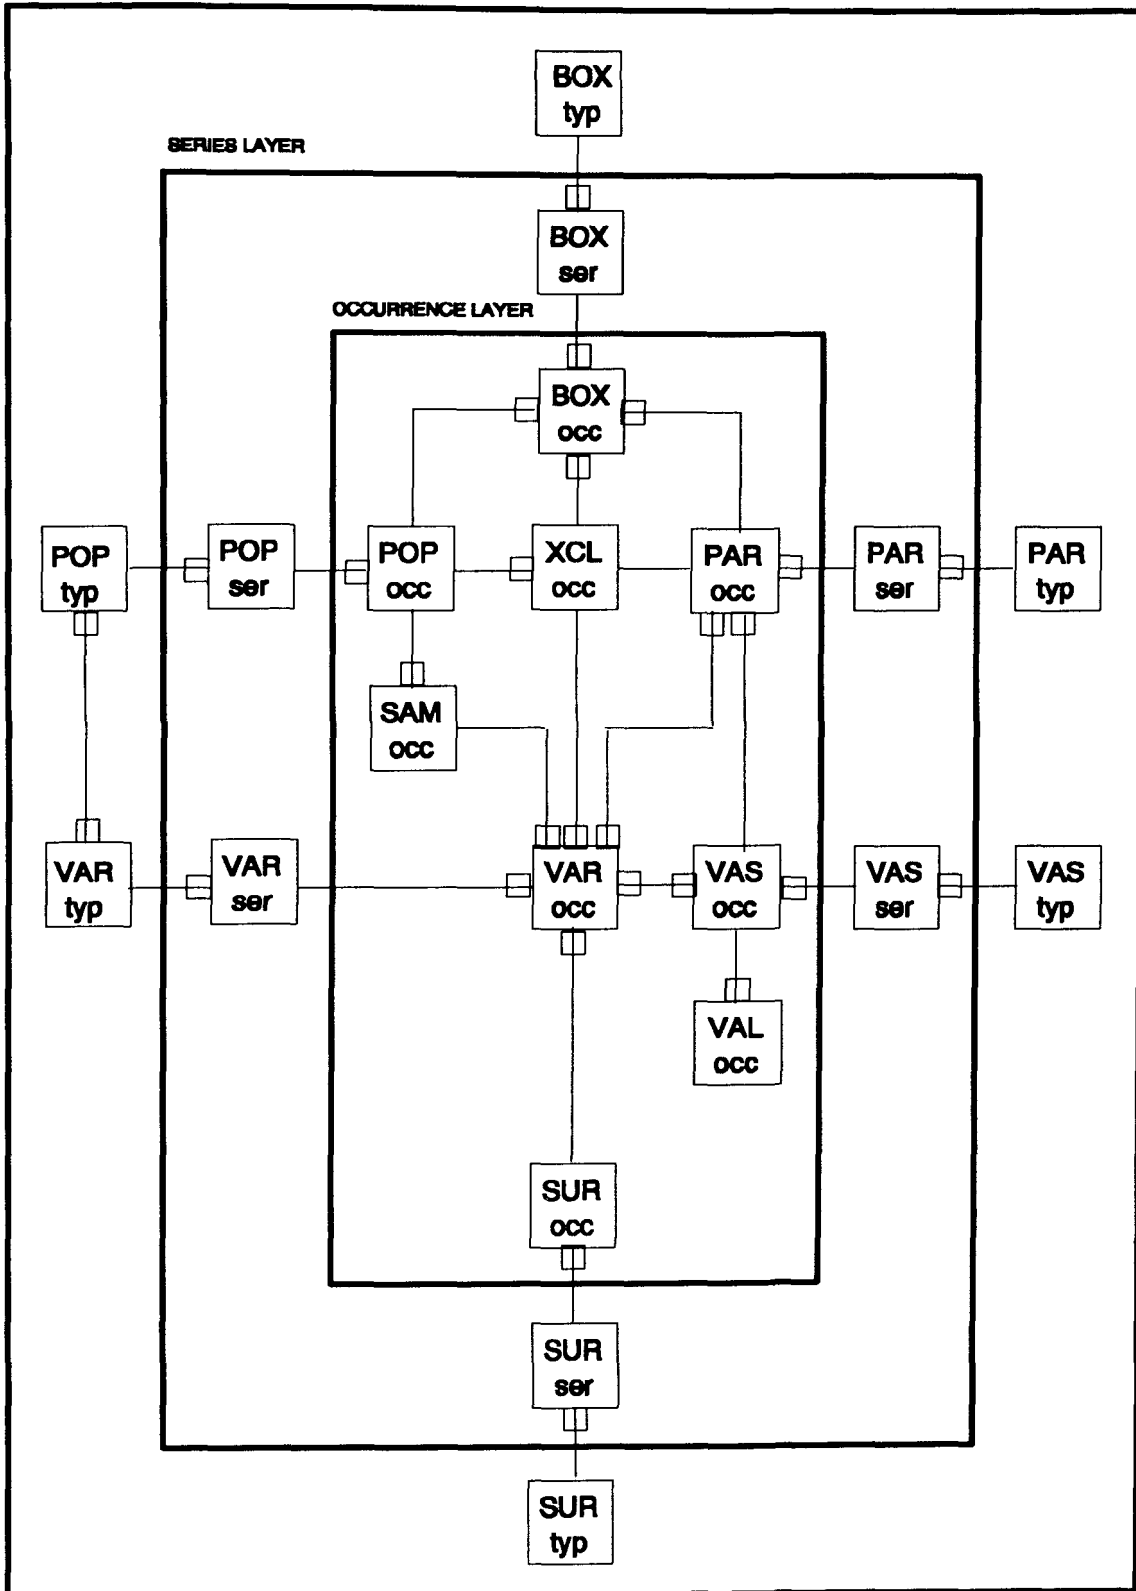 BOX
typ
SERIES LAYER
BOX
ser
OCCURRENCE LAYER
BOX
occ
POP
typ
POP
ser
POP
occ
XCL
occ
PAR
occ
PAR
ser
PAR
typ
SAM
occ
VAR
typ
VAR
ser
VAR
occ
VAS
occ
VAS
ser
VAS
typ
VAL
occ
SUR
occ
SUR
ser
SUR
typ